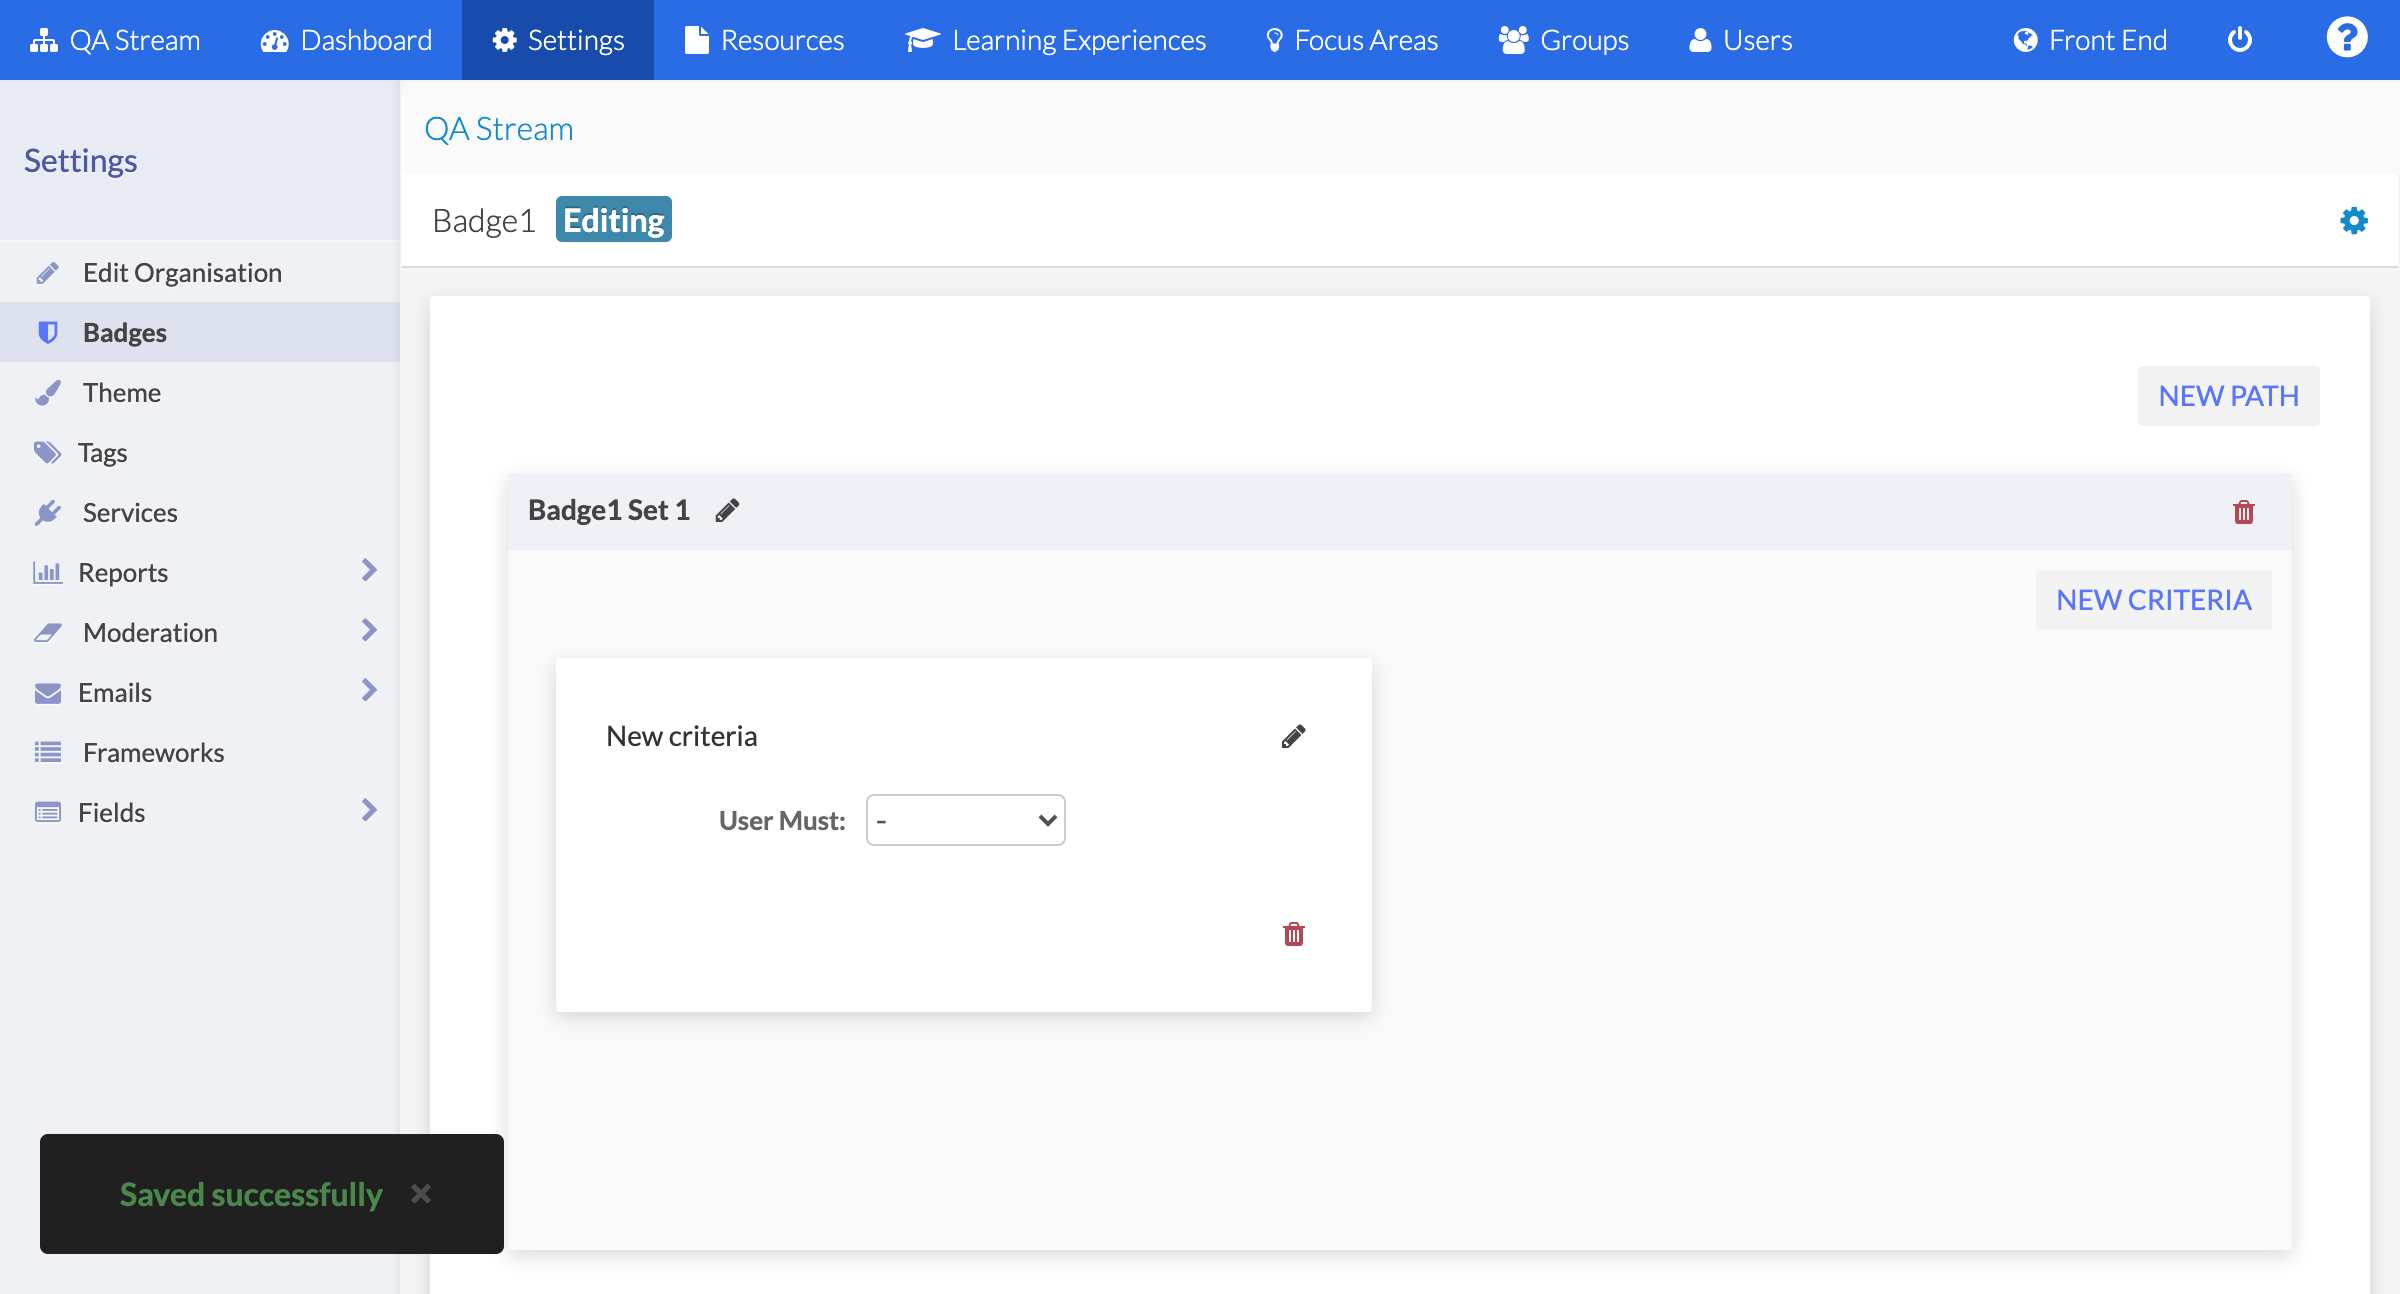 QA Stream Dashboard Settings Resources Learning Experiences Focus Areas Groups Users Front End ?
Settings
Edit Organisation
Badges
Theme
Tags
Services
Reports
Moderation
Emails
Frameworks
Fields
QA Stream
Badge1 Editing
NEW PATH
Badge1 Set 1
NEW CRITERIA
New criteria
User Must: -
Saved successfully ×